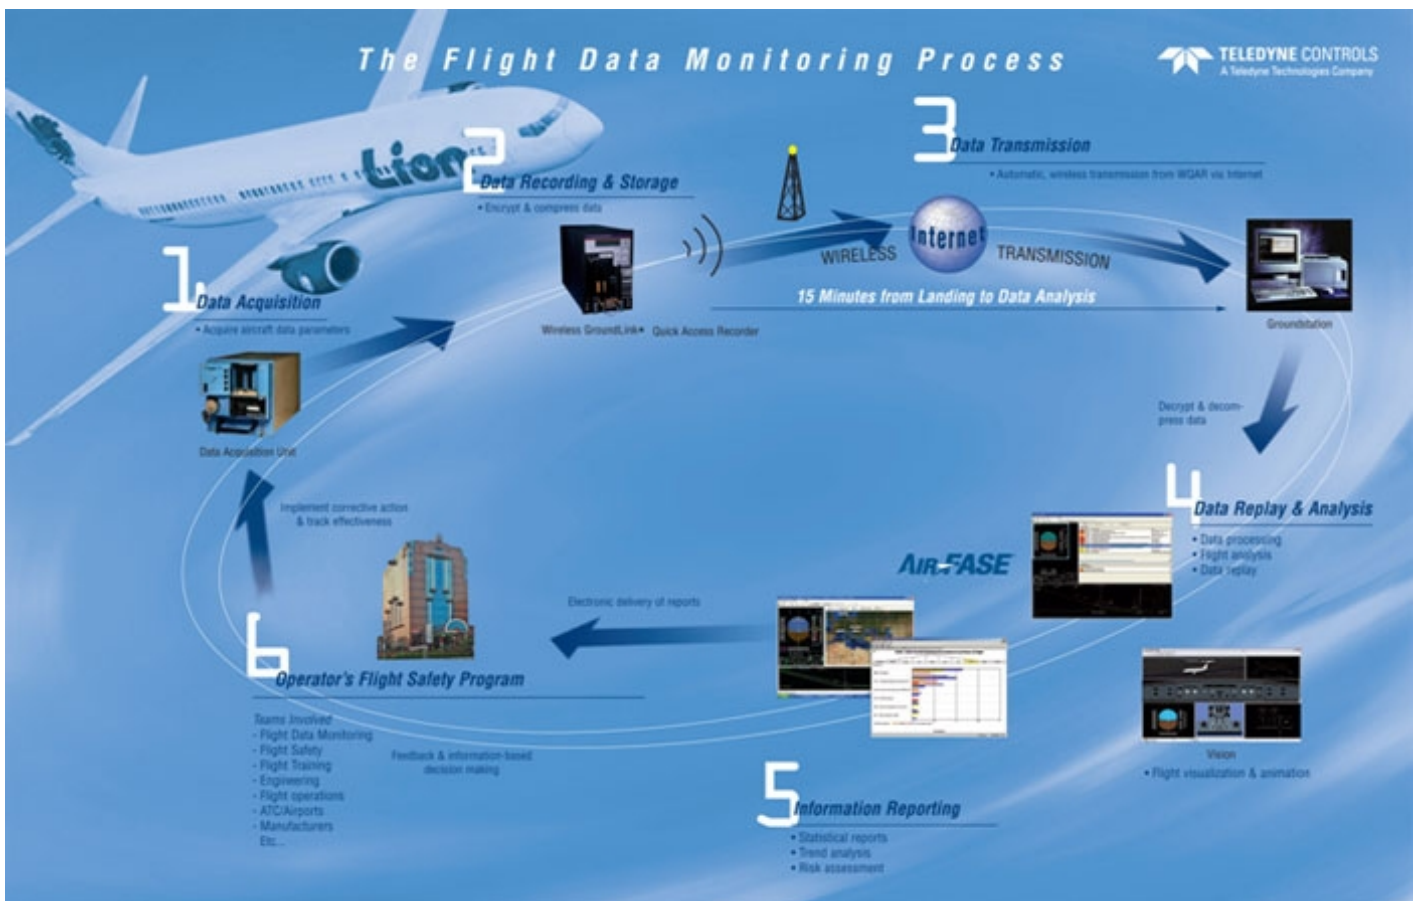 The Flight Data Monitoring Process
TELEDYNE CONTROLS
A Teledyne Technologies Company
Lion
1.
Data Acquisition
• Acquire aircraft data parameters
Data Acquisition Unit
2
Data Recording & Storage
• Encrypt & compress data
Wireless GroundLink• Quick Access Recorder
3
Data Transmission
• Automatic, wireless transmission from WQAR via Internet
WIRELESS
Internet
TRANSMISSION
15 Minutes from Landing to Data Analysis
Groundstation
Decrypt & decom-
press data
4
Data Replay & Analysis
• Data processing
• Flight analysis
• Data replay
AIRFASE
Vision
• Flight visualization & animation
5
Information Reporting
• Statistical reports
• Trend analysis
• Risk assessment
Electronic delivery of reports
6
Operator's Flight Safety Program
Teams Involved
- Flight Data Monitoring
- Flight Safety
- Flight Training
- Engineering
- Flight operations
- ATC/Airports
- Manufacturers
Etc...
Feedback & information-based
decision making
Implement corrective action
& track effectiveness